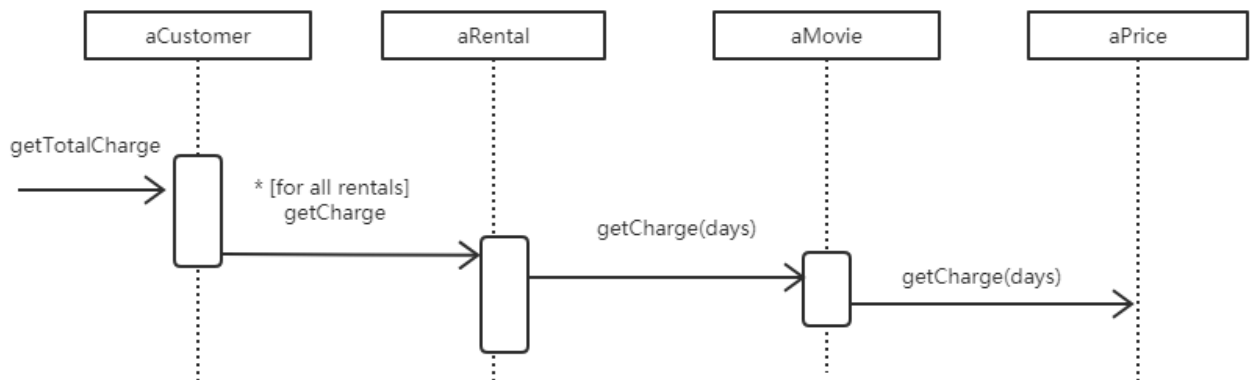 aCustomer
aRental
aMovie
aPrice
getTotalCharge
* [for all rentals]
getCharge
getCharge(days)
getCharge(days)